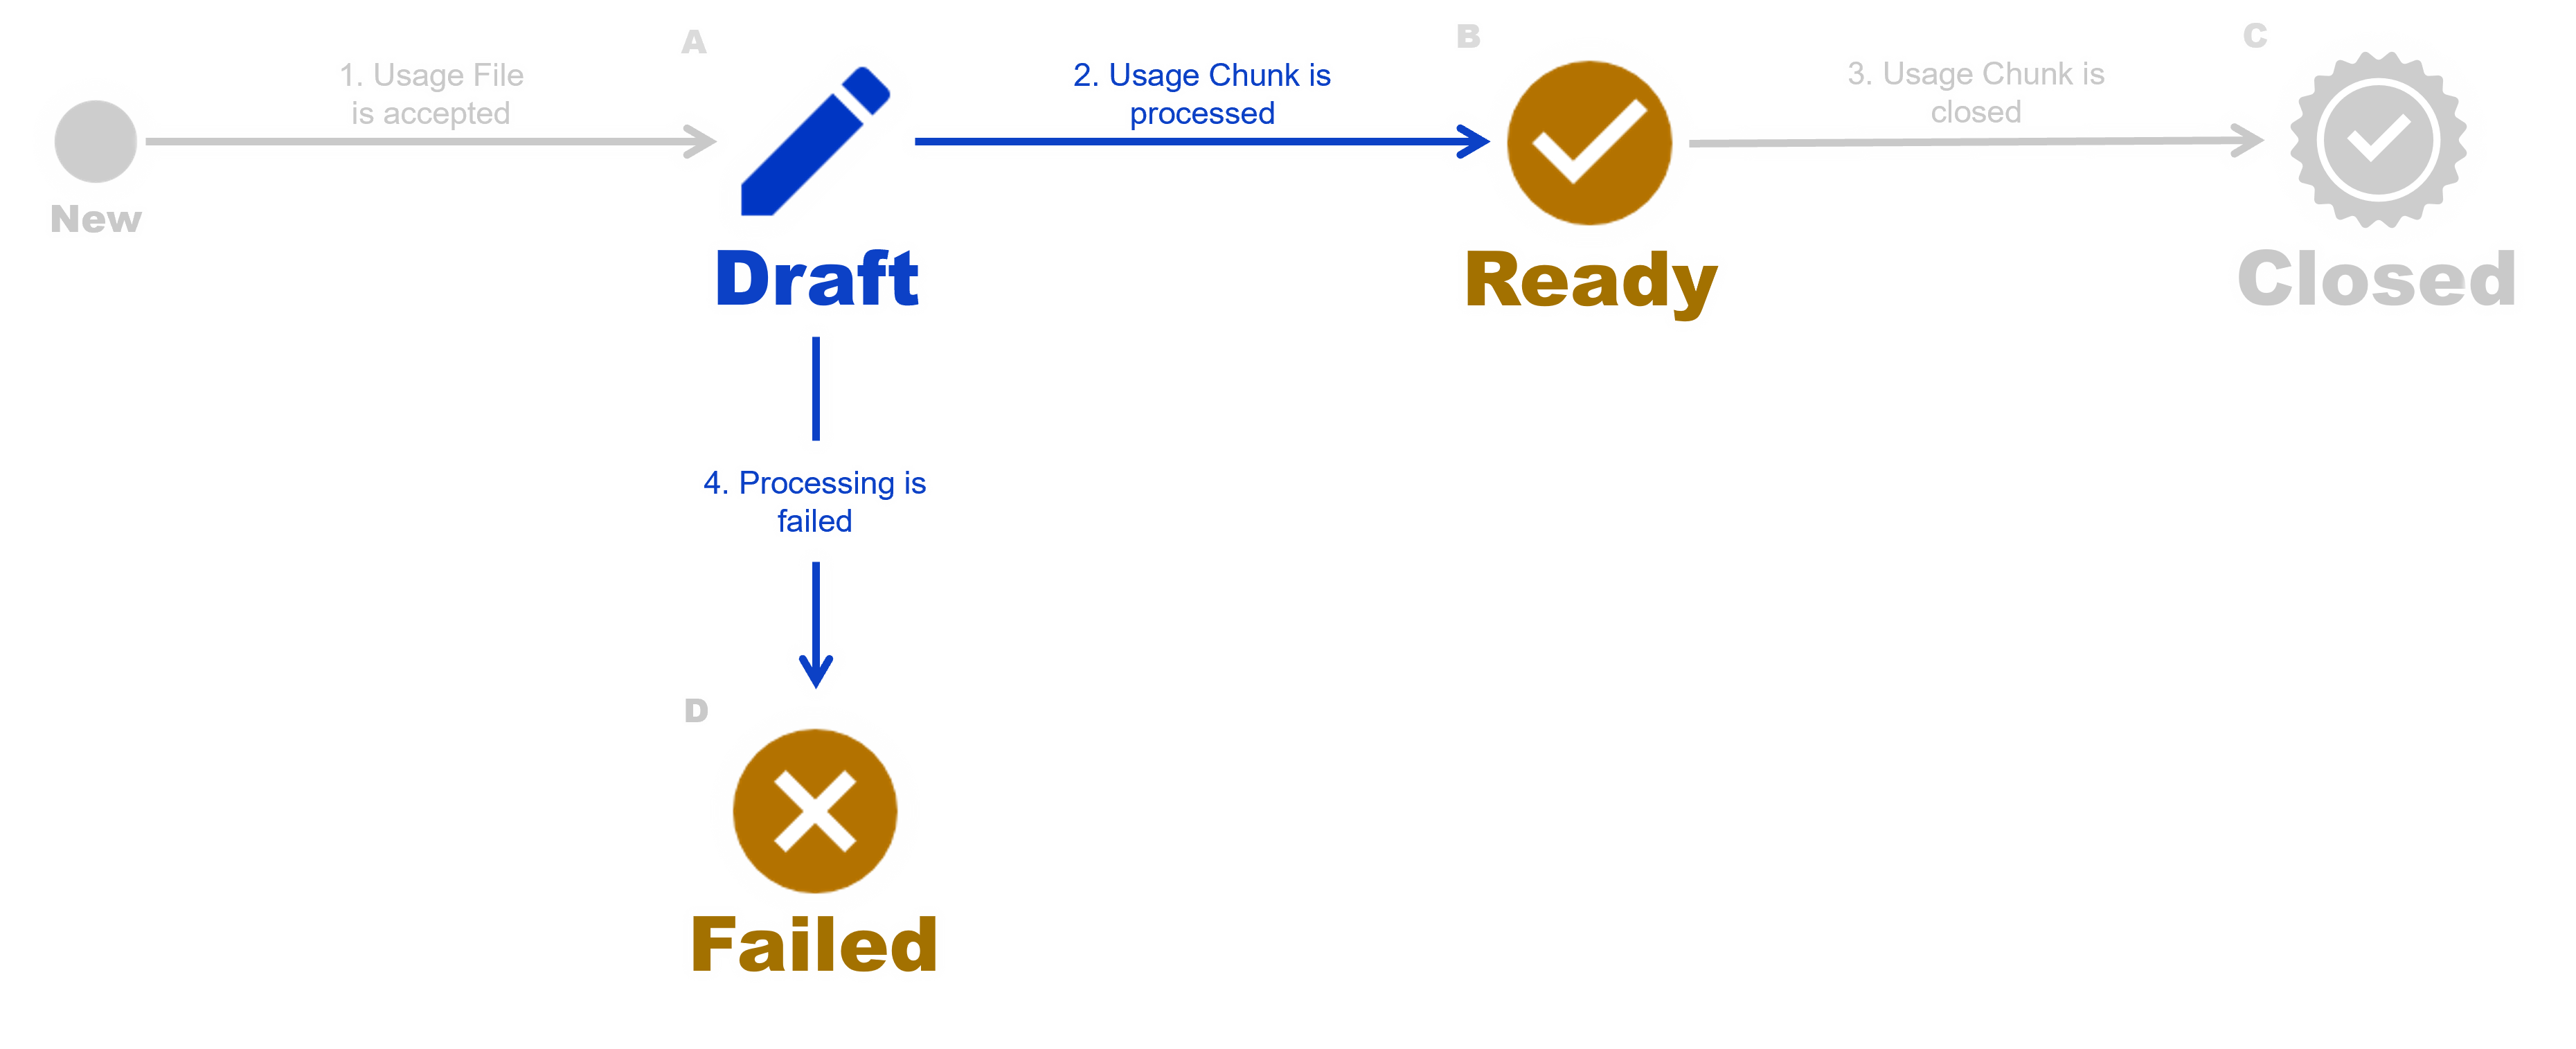 A
B
C
1. Usage File
is accepted
2. Usage Chunk is
processed
3. Usage Chunk is
closed
New
Draft
Ready
Closed
4. Processing is
failed
D
Failed